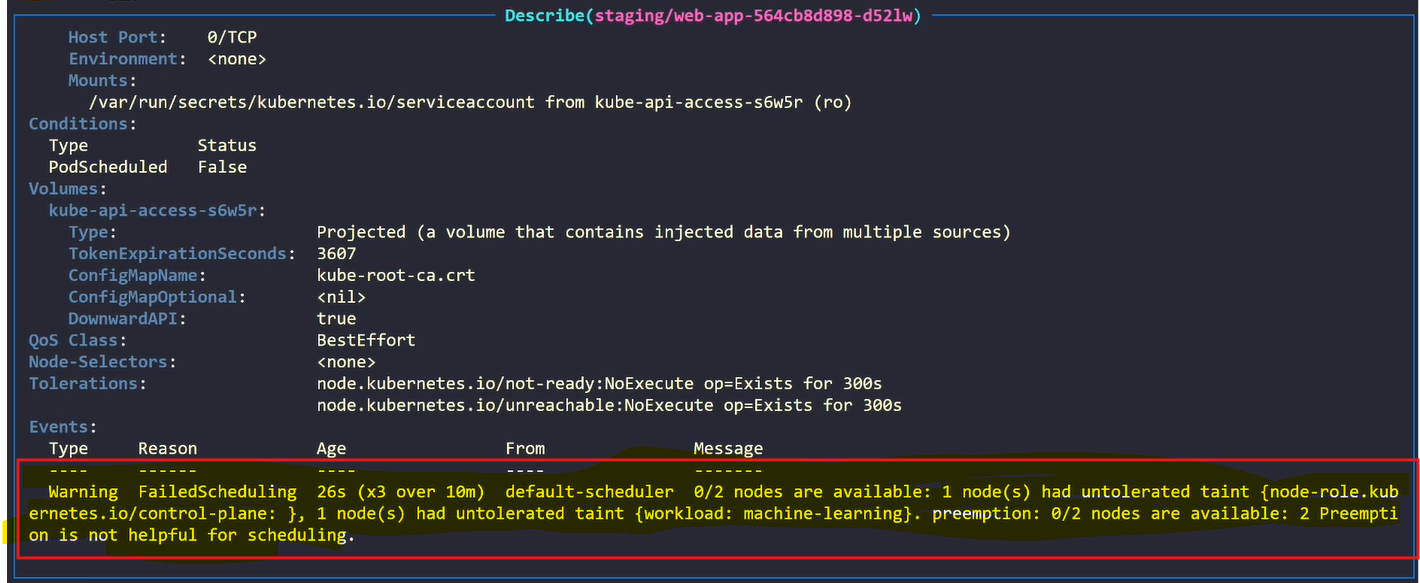 Describe(staging/web-app-564cb8d898-d52lw)
Host Port: 0/TCP
Environment: <none>
Mounts:
/var/run/secrets/kubernetes.io/serviceaccount from kube-api-access-s6w5r (ro)
Conditions:
Type Status
PodScheduled False
Volumes:
kube-api-access-s6w5r:
Type: Projected (a volume that contains injected data from multiple sources)
TokenExpirationSeconds: 3607
ConfigMapName: kube-root-ca.crt
ConfigMapOptional: <nil>
DownwardAPI: true
QoS Class: BestEffort
Node-Selectors: <none>
Tolerations: node.kubernetes.io/not-ready:NoExecute op=Exists for 300s
node.kubernetes.io/unreachable:NoExecute op=Exists for 300s
Events:
Type Reason Age From Message
---- ------ ---- ---- -------
Warning FailedScheduling 26s (x3 over 10m) default-scheduler 0/2 nodes are available: 1 node(s) had untolerated taint {node-role.kub
ernetes.io/control-plane: }, 1 node(s) had untolerated taint {workload: machine-learning}. preemption: 0/2 nodes are available: 2 Preempti
on is not helpful for scheduling.